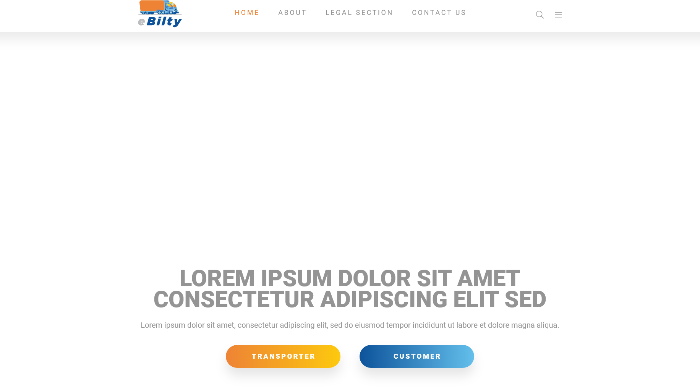 eBilty
HOME ABOUT LEGAL SECTION CONTACT US
LOREM IPSUM DOLOR SIT AMET
CONSECTETUR ADIPISCING ELIT SED
Lorem ipsum dolor sit amet, consectetur adipiscing elit, sed do eiusmod tempor incididunt ut labore et dolore magna sliqua.
TRANSPORTER CUSTOMER